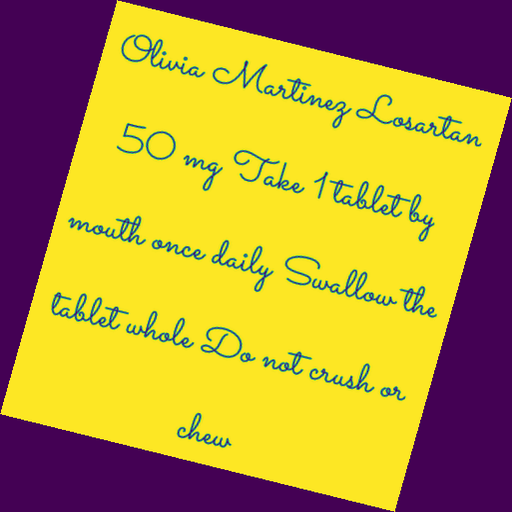 Olivia Martinez Losartan
50 mg Take 1 tablet by
mouth once daily Swallow the
tablet whole Do not crush or
chew